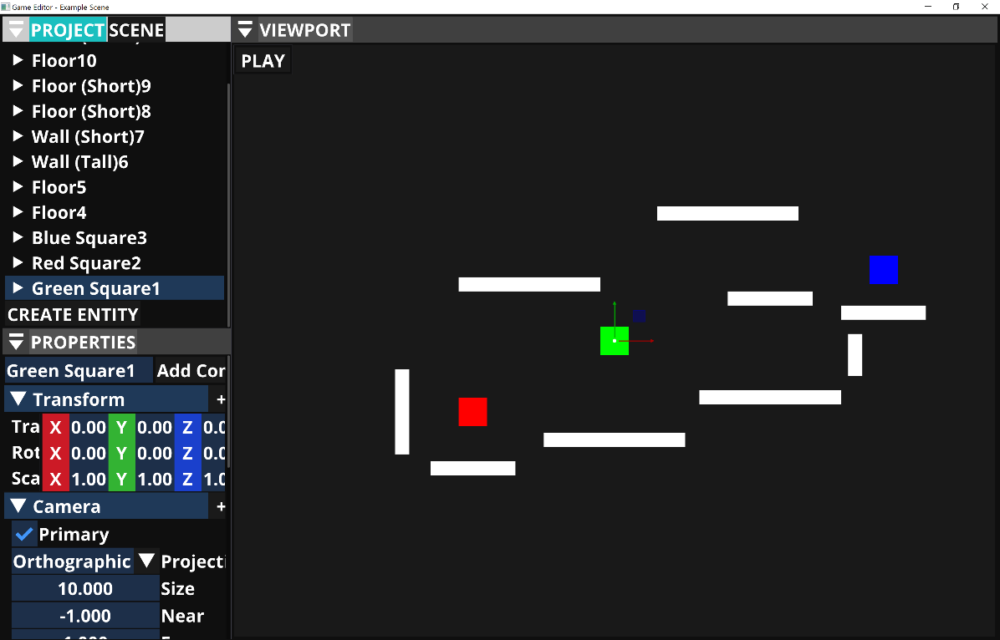 Game Editor - Example Scene
PROJECT SCENE
Floor10
Floor (Short)9
Floor (Short)8
Wall (Short)7
Wall (Tall)6
Floor5
Floor4
Blue Square3
Red Square2
Green Square1
CREATE ENTITY
PROPERTIES
Green Square1 Add Cor
Transform +
Tra X 0.00 Y 0.00 Z 0.0
Rot X 0.00 Y 0.00 Z 0.0
Sca X 1.00 Y 1.00 Z 1.0
Camera +
Primary
Orthographic Projecti
10.000 Size
-1.000 Near
VIEWPORT
PLAY